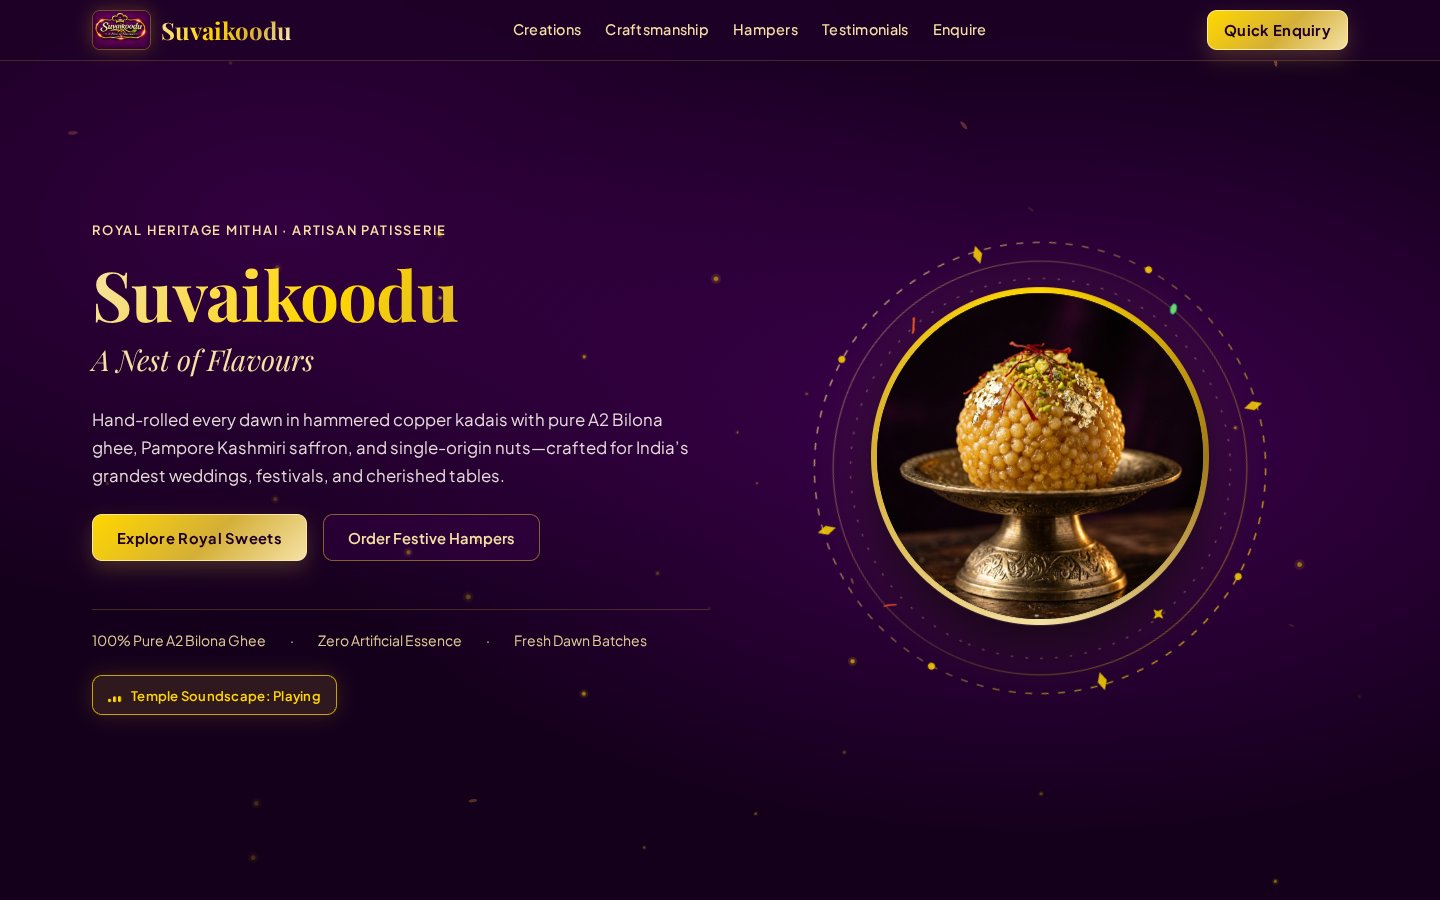 Suvaikoodu
Suvaikoodu
Creations
Craftsmanship
Hampers
Testimonials
Enquire
Quick Enquiry
ROYAL HERITAGE MITHAI · ARTISAN PATISSERIE
Suvaikoodu
A Nest of Flavours
Hand-rolled every dawn in hammered copper kadais with pure A2 Bilona
ghee, Pampore Kashmiri saffron, and single-origin nuts—crafted for India's
grandest weddings, festivals, and cherished tables.
Explore Royal Sweets
Order Festive Hampers
100% Pure A2 Bilona Ghee · Zero Artificial Essence · Fresh Dawn Batches
Temple Soundscape: Playing